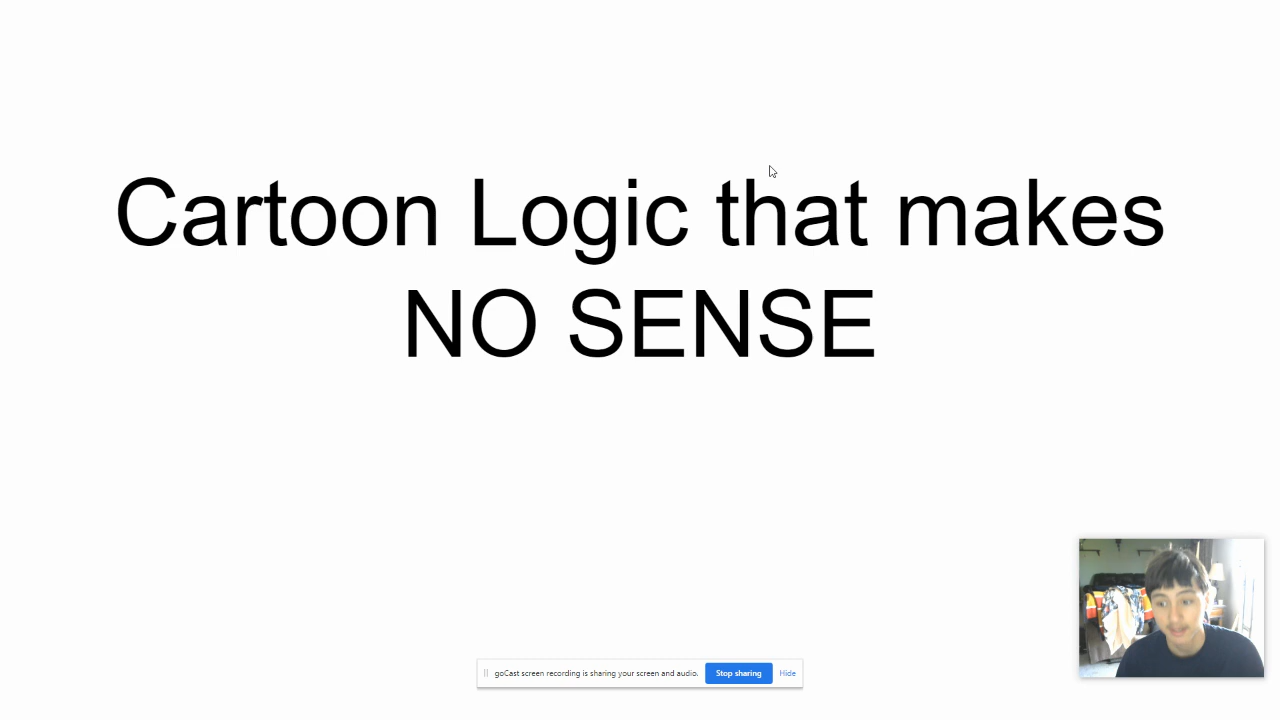 Cartoon Logic that makes
NO SENSE
goCast screen recording is sharing your screen and audio.
Stop sharing
Hide